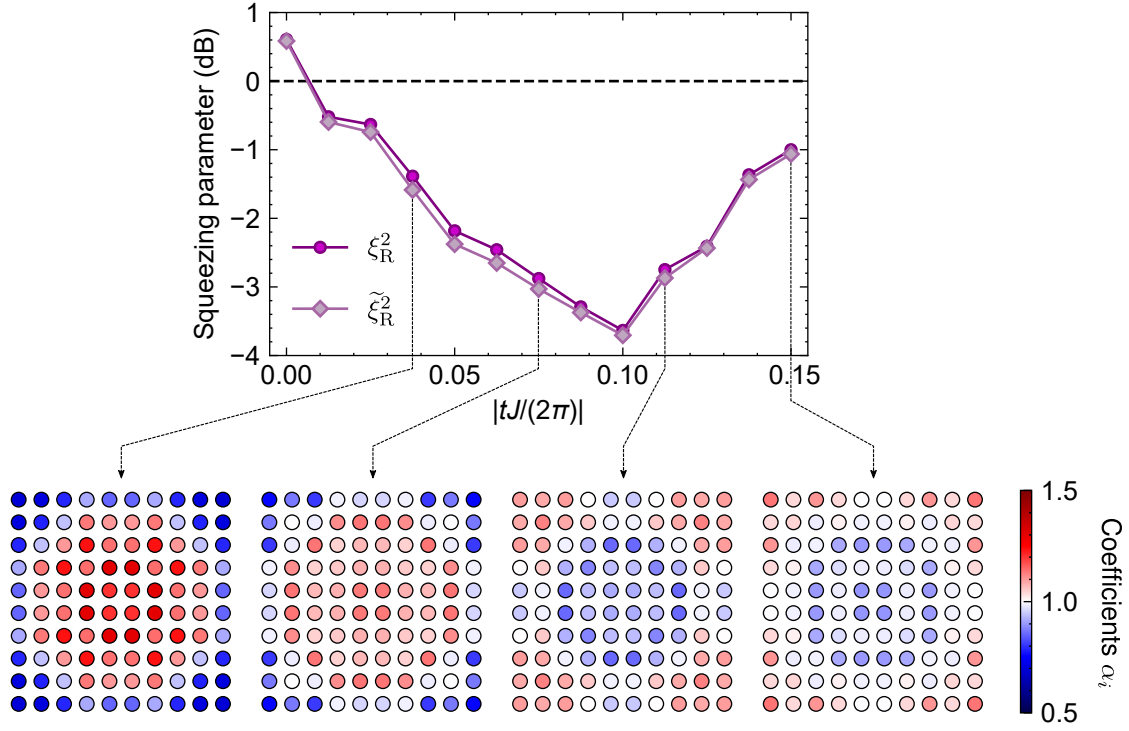 Squeezing parameter (dB)
1
0
−1
−2
−3
−4
ξ²_R
ξ̃²_R
0.00
0.05
0.10
0.15
|tJ/(2π)|
1.5
1.0
0.5
Coefficients α_i